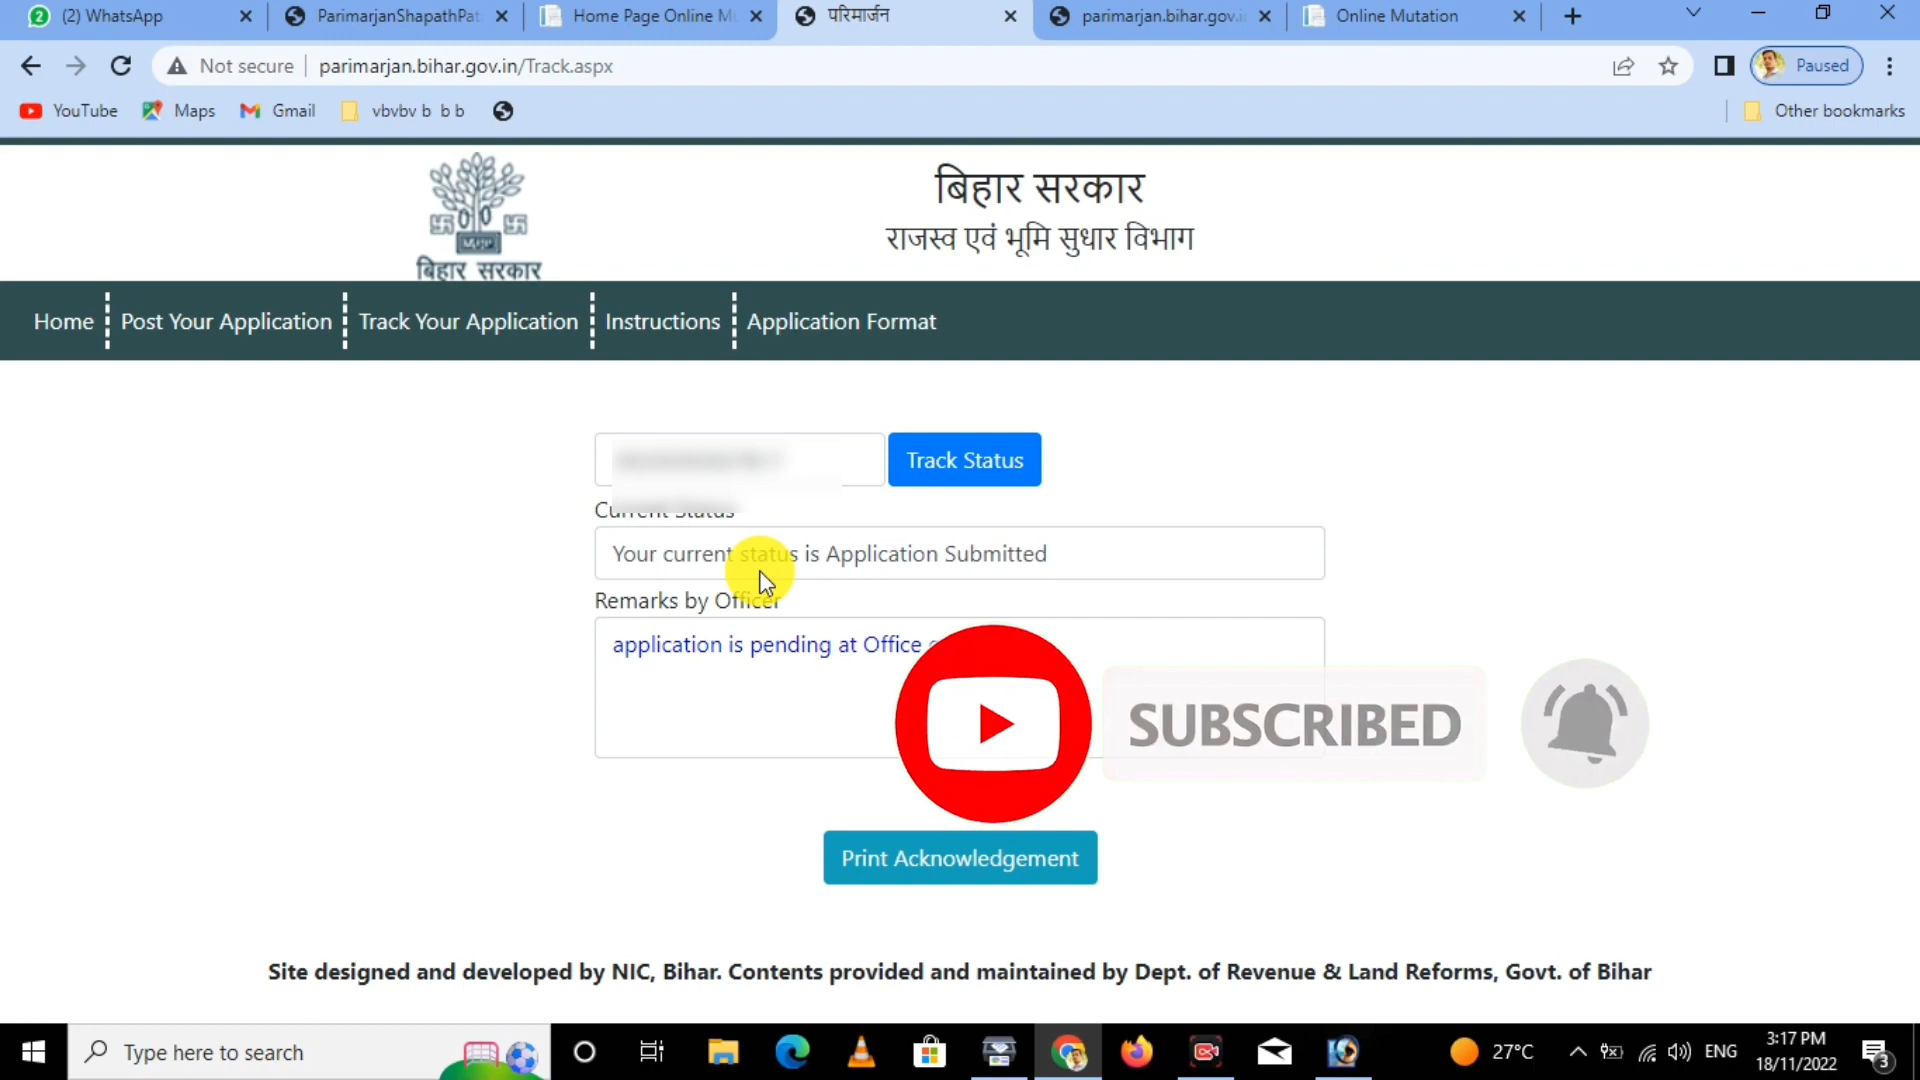 (2) WhatsApp
ParimarjanShapathPat
Home Page Online M
परिमार्जन
parimarjan.bihar.gov.i
Online Mutation
Not secure
parimarjan.bihar.gov.in/Track.aspx
Paused
YouTube
Maps
Gmail
vbvbv b b b
Other bookmarks
बिहार सरकार
बिहार सरकार
राजस्व एवं भूमि सुधार विभाग
Home
Post Your Application
Track Your Application
Instructions
Application Format
Track Status
Current Status
Your current status is Application Submitted
Remarks by Officer
application is pending at Office
SUBSCRIBED
Print Acknowledgement
Site designed and developed by NIC, Bihar. Contents provided and maintained by Dept. of Revenue & Land Reforms, Govt. of Bihar
Type here to search
27°C
ENG
3:17 PM
18/11/2022
3